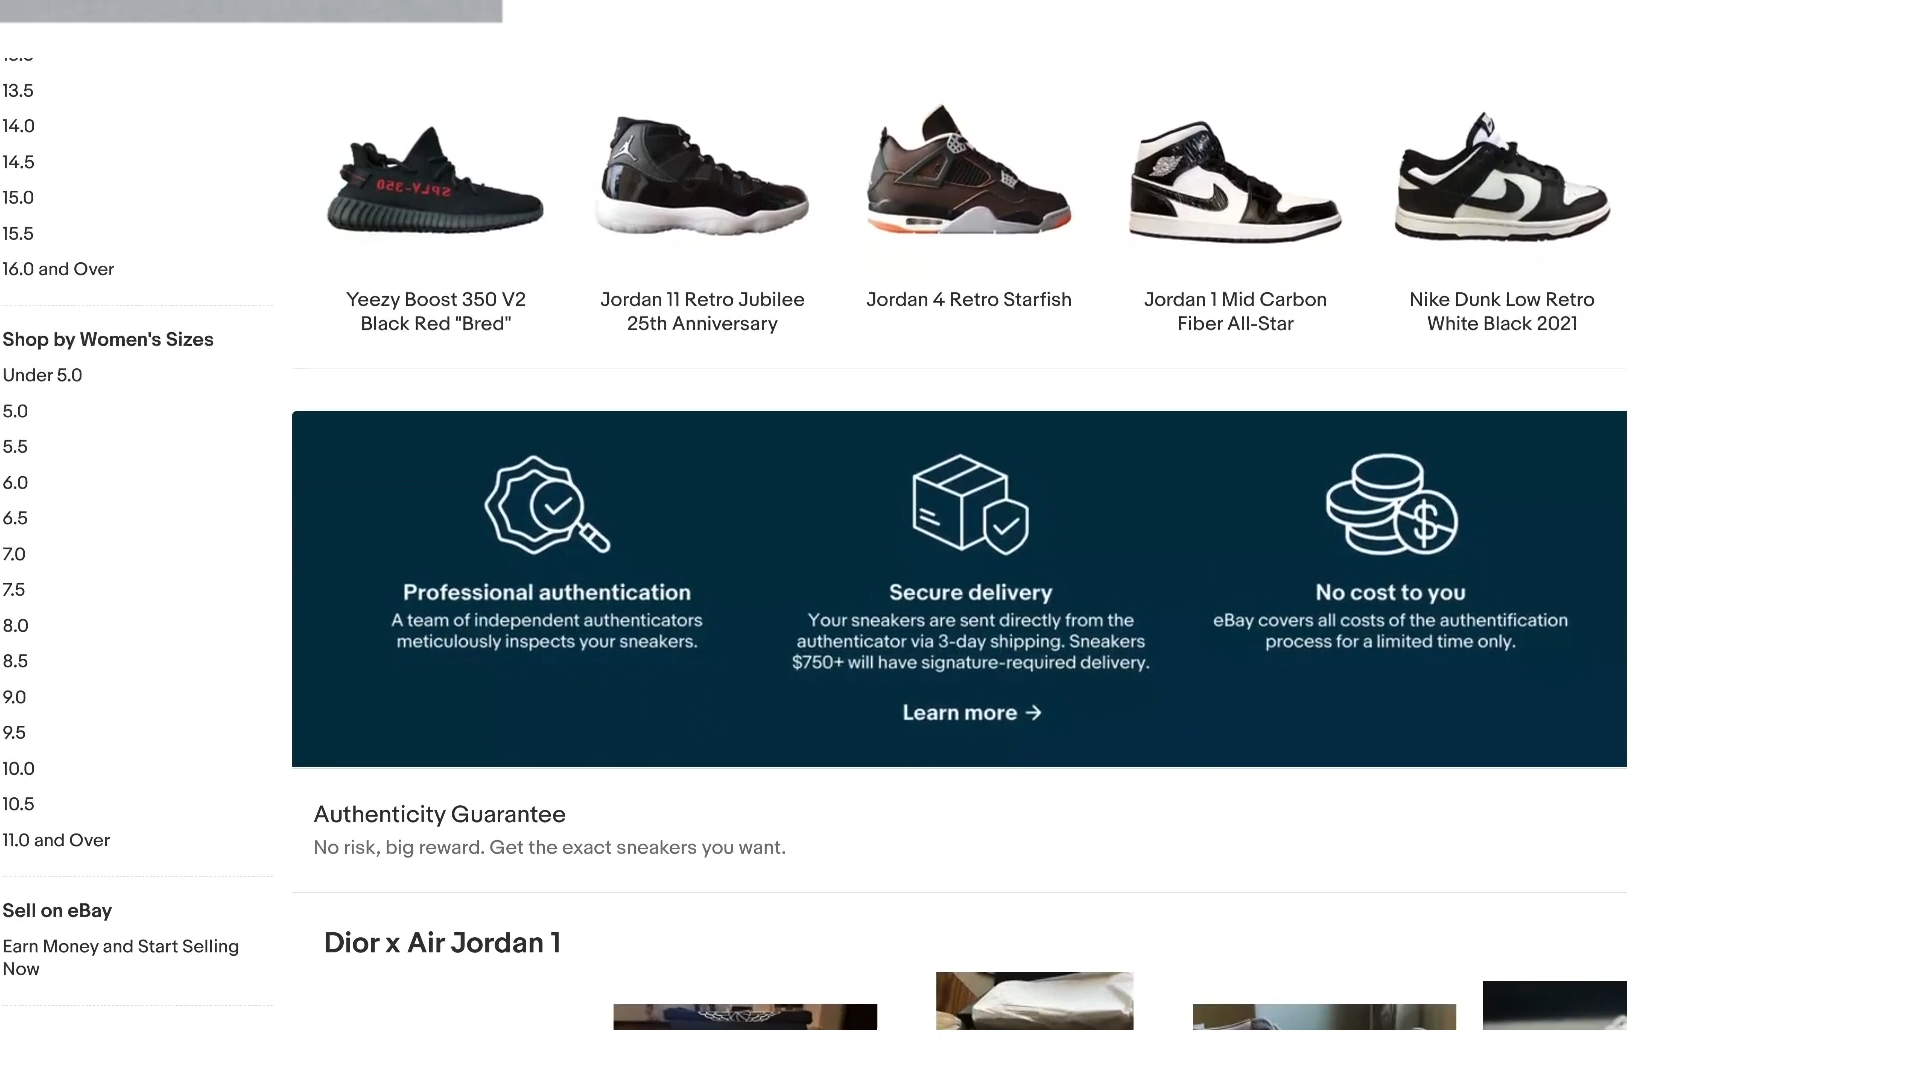 13.5
14.0
14.5
15.0
15.5
16.0 and Over
Shop by Women's Sizes
Under 5.0
5.0
5.5
6.0
6.5
7.0
7.5
8.0
8.5
9.0
9.5
10.0
10.5
11.0 and Over
Sell on eBay
Earn Money and Start Selling
Now
SPLY-350
Yeezy Boost 350 V2
Black Red "Bred"
Jordan 11 Retro Jubilee
25th Anniversary
Jordan 4 Retro Starfish
Jordan 1 Mid Carbon
Fiber All-Star
Nike Dunk Low Retro
White Black 2021
Professional authentication
A team of independent authenticators
meticulously inspects your sneakers.
Secure delivery
Your sneakers are sent directly from the
authenticator via 3-day shipping. Sneakers
$750+ will have signature-required delivery.
Learn more →
No cost to you
eBay covers all costs of the authentification
process for a limited time only.
Authenticity Guarantee
No risk, big reward. Get the exact sneakers you want.
Dior x Air Jordan 1